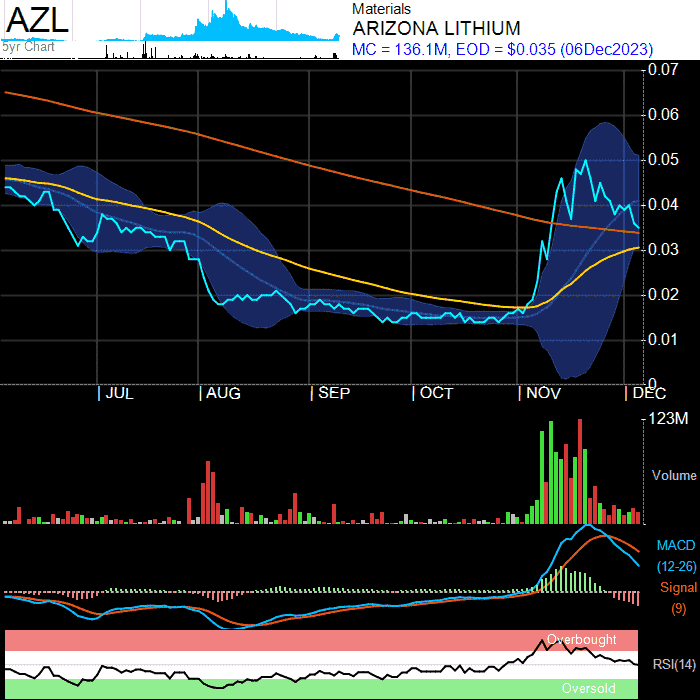 AZL
5yr Chart
Materials
ARIZONA LITHIUM
MC = 136.1M, EOD = $0.035 (06Dec2023)
0.07
0.06
0.05
0.04
0.03
0.02
0.01
0
| JUL | AUG | SEP | OCT | NOV | DEC
123M
Volume
MACD
(12-26)
Signal
(9)
Overbought
RSI(14)
Oversold